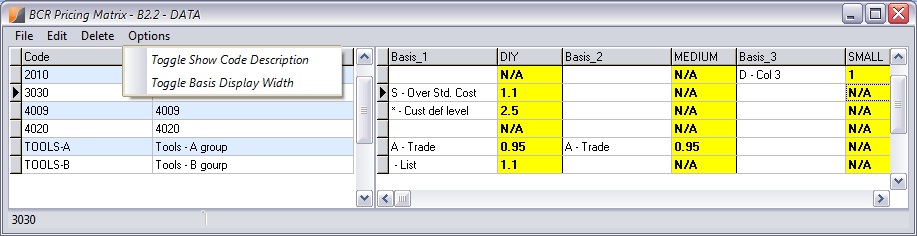 BCR Pricing Matrix - B2.2 - DATA
File Edit Delete Options
Toggle Show Code Description
Toggle Basis Display Width
Code Basis_1 DIY Basis_2 MEDIUM Basis_3 SMALL
2010 N/A N/A D - Col 3 1
3030 S - Over Std. Cost 1.1 N/A N/A
4009 4009 * - Cust def level 2.5 N/A N/A
4020 4020 N/A N/A N/A
TOOLS-A Tools - A group A - Trade 0.95 A - Trade 0.95 N/A
TOOLS-B Tools - B gourp - List 1.1 N/A N/A
3030